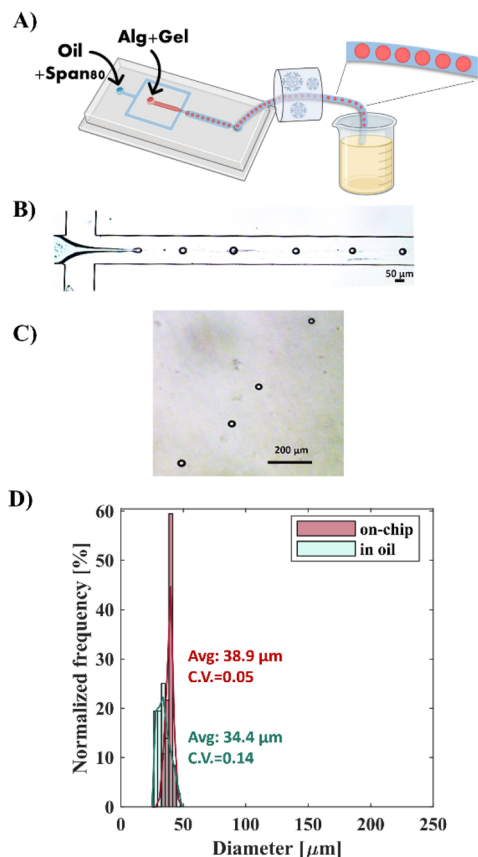 A)
Oil
+Span80
Alg+Gel
B)
50 µm
C)
200 µm
D)
Normalized frequency [%]
60
50
40
30
20
10
0
on-chip
in oil
Avg: 38.9 µm
C.V.=0.05
Avg: 34.4 µm
C.V.=0.14
0 50 100 150 200 250
Diameter [µm]